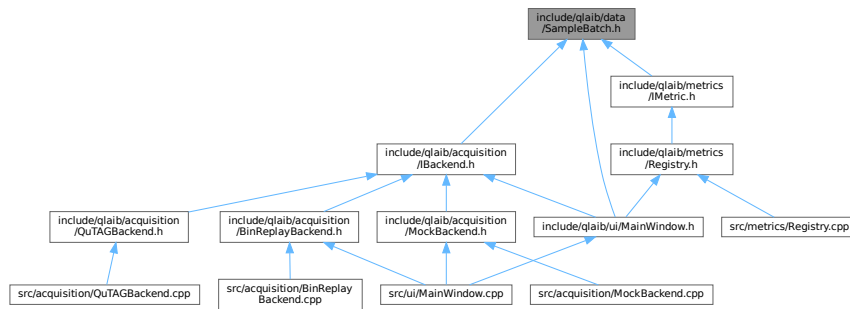 include/qlaib/data
/SampleBatch.h
include/qlaib/metrics
/IMetric.h
include/qlaib/acquisition
/IBackend.h
include/qlaib/metrics
/Registry.h
include/qlaib/acquisition
/QuTAGBackend.h
include/qlaib/acquisition
/BinReplayBackend.h
include/qlaib/acquisition
/MockBackend.h
include/qlaib/ui/MainWindow.h
src/metrics/Registry.cpp
src/acquisition/QuTAGBackend.cpp
src/acquisition/BinReplay
Backend.cpp
src/ui/MainWindow.cpp
src/acquisition/MockBackend.cpp